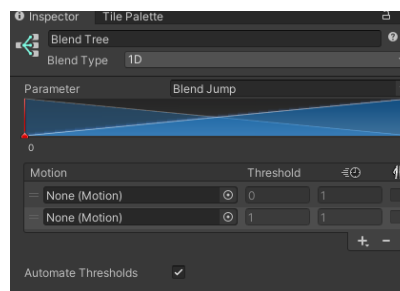 Inspector Tile Palette
Blend Tree
Blend Type 1D
Parameter Blend Jump
0
Motion Threshold
None (Motion) 0 1
None (Motion) 1 1
+ -
Automate Thresholds